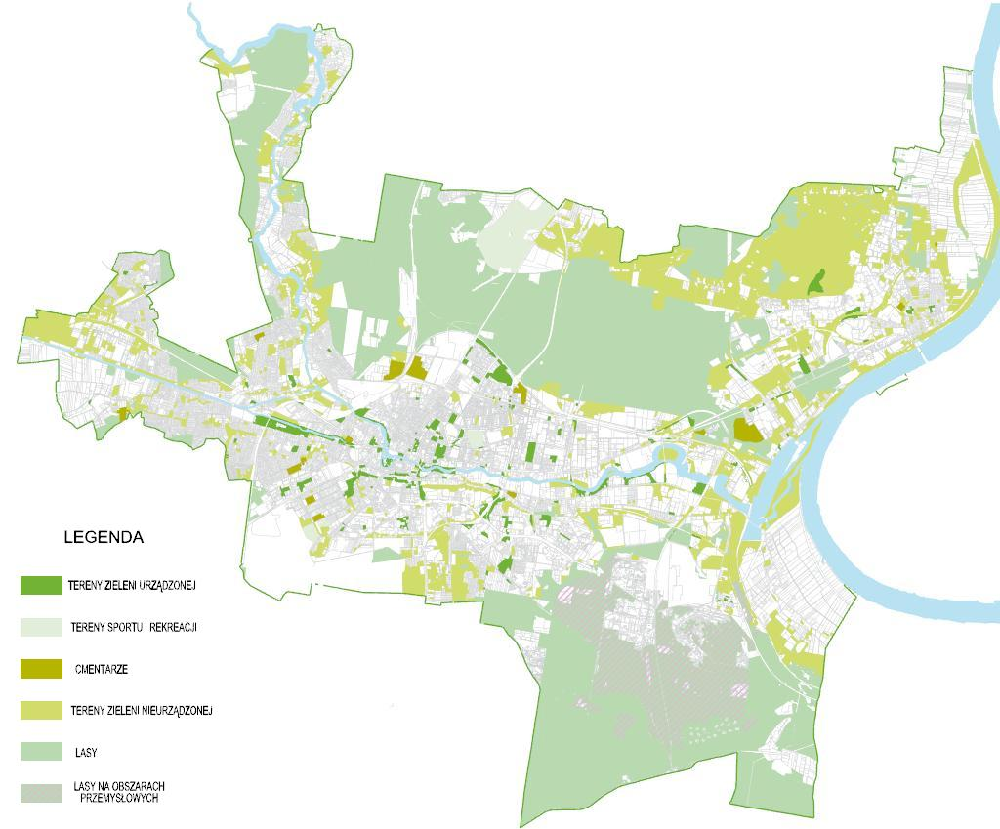 LEGENDA
TERENY ZIELENI URZĄDZONEJ
TERENY SPORTU I REKREACJI
CMENTARZE
TERENY ZIELENI NIEURZĄDZONEJ
LASY
LASY NA OBSZARACH
PRZEMYSŁOWYCH